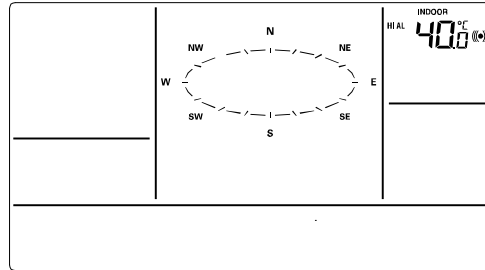 INDOOR
HI AL 40.0 °C
N
NW NE
W E
SW SE
S